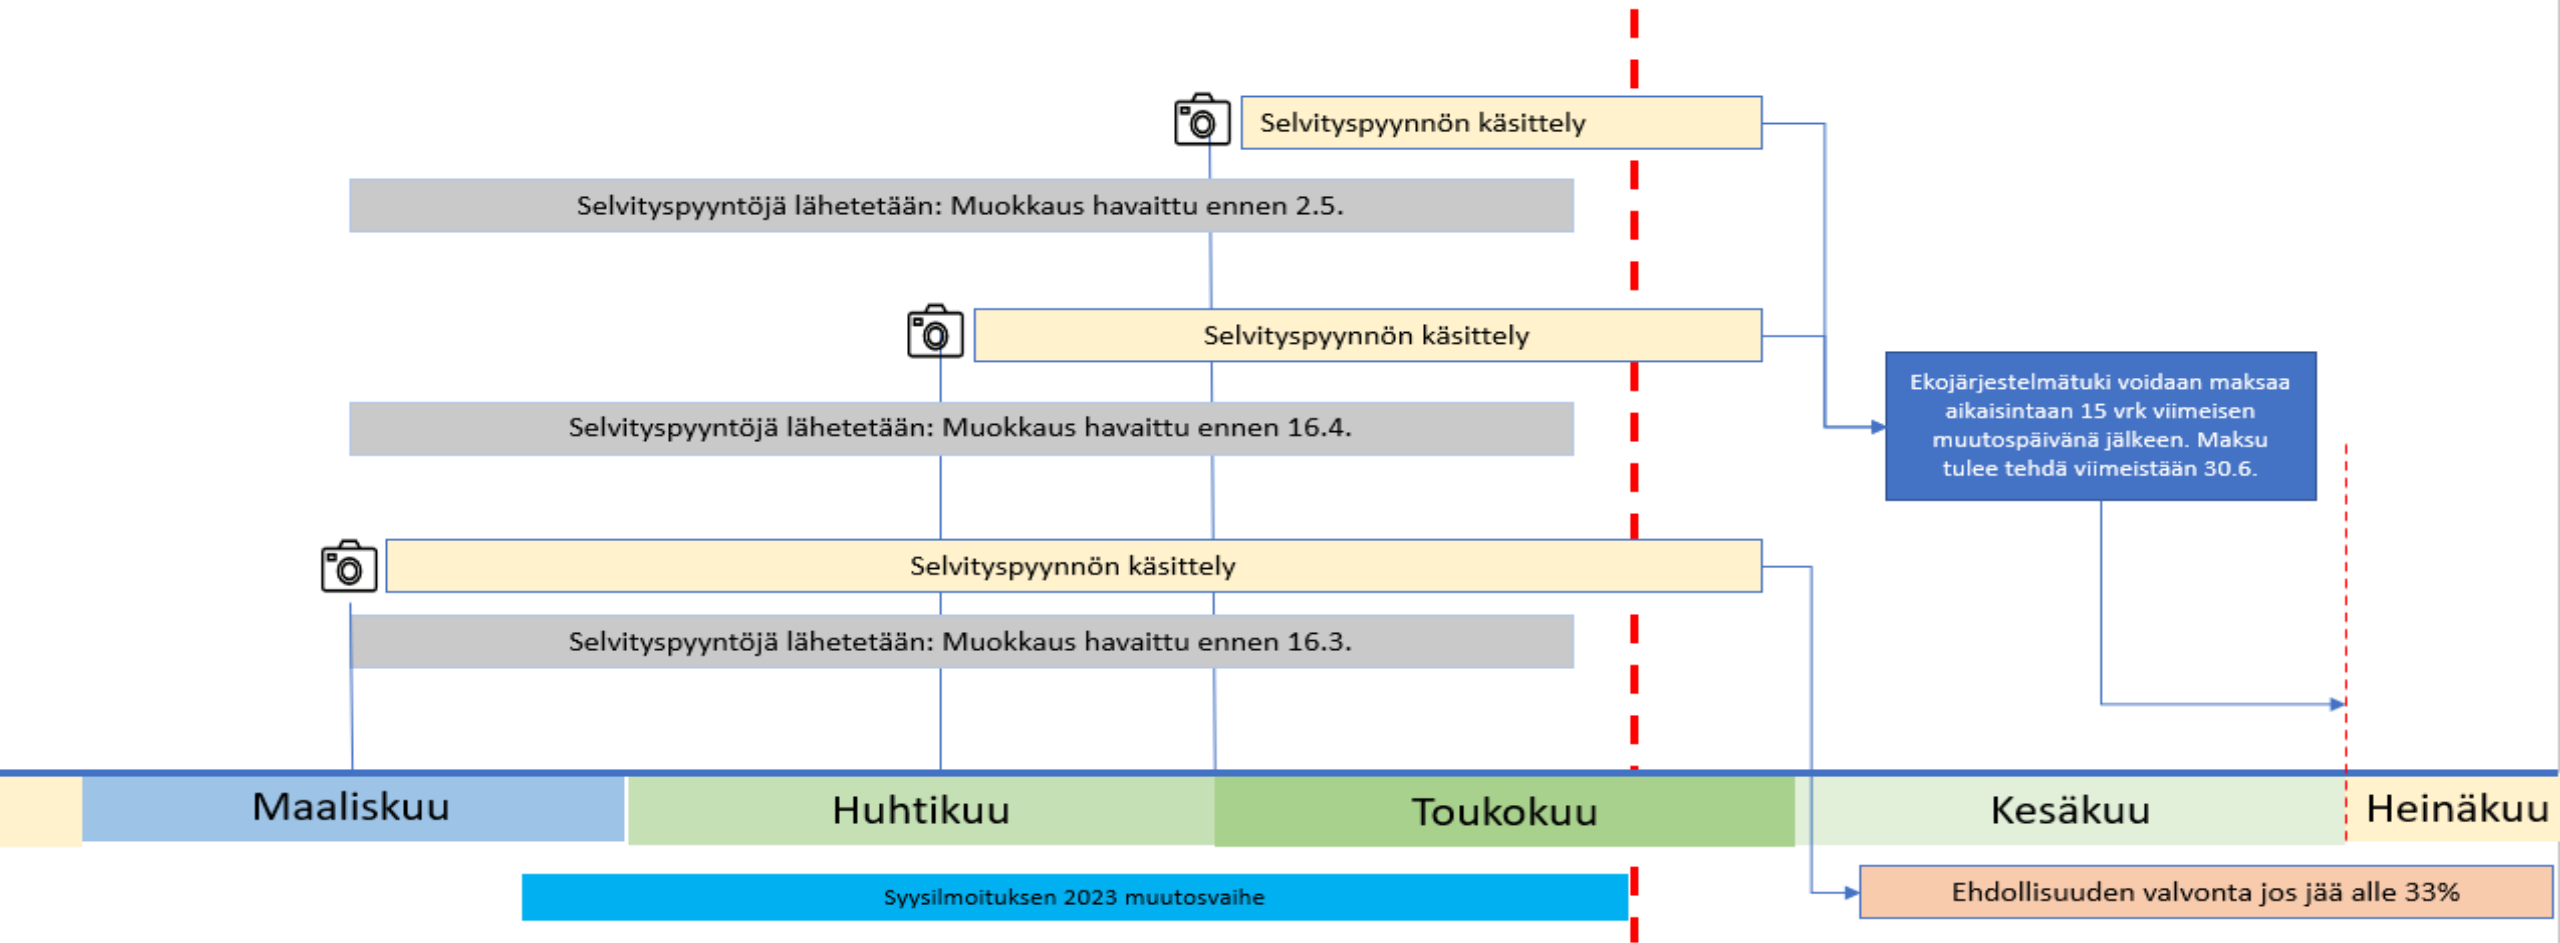 Selvityspyynnön käsittely
Selvityspyyntöjä lähetetään: Muokkaus havaittu ennen 2.5.
Selvityspyynnön käsittely
Ekojärjestelmätuki voidaan maksaa
aikaisintaan 15 vrk viimeisen
muutospäivänä jälkeen. Maksu
tulee tehdä viimeistään 30.6.
Selvityspyyntöjä lähetetään: Muokkaus havaittu ennen 16.4.
Selvityspyynnön käsittely
Selvityspyyntöjä lähetetään: Muokkaus havaittu ennen 16.3.
Maaliskuu
Huhtikuu
Toukokuu
Kesäkuu
Heinäkuu
Syysilmoituksen 2023 muutosvaihe
Ehdollisuuden valvonta jos jää alle 33%